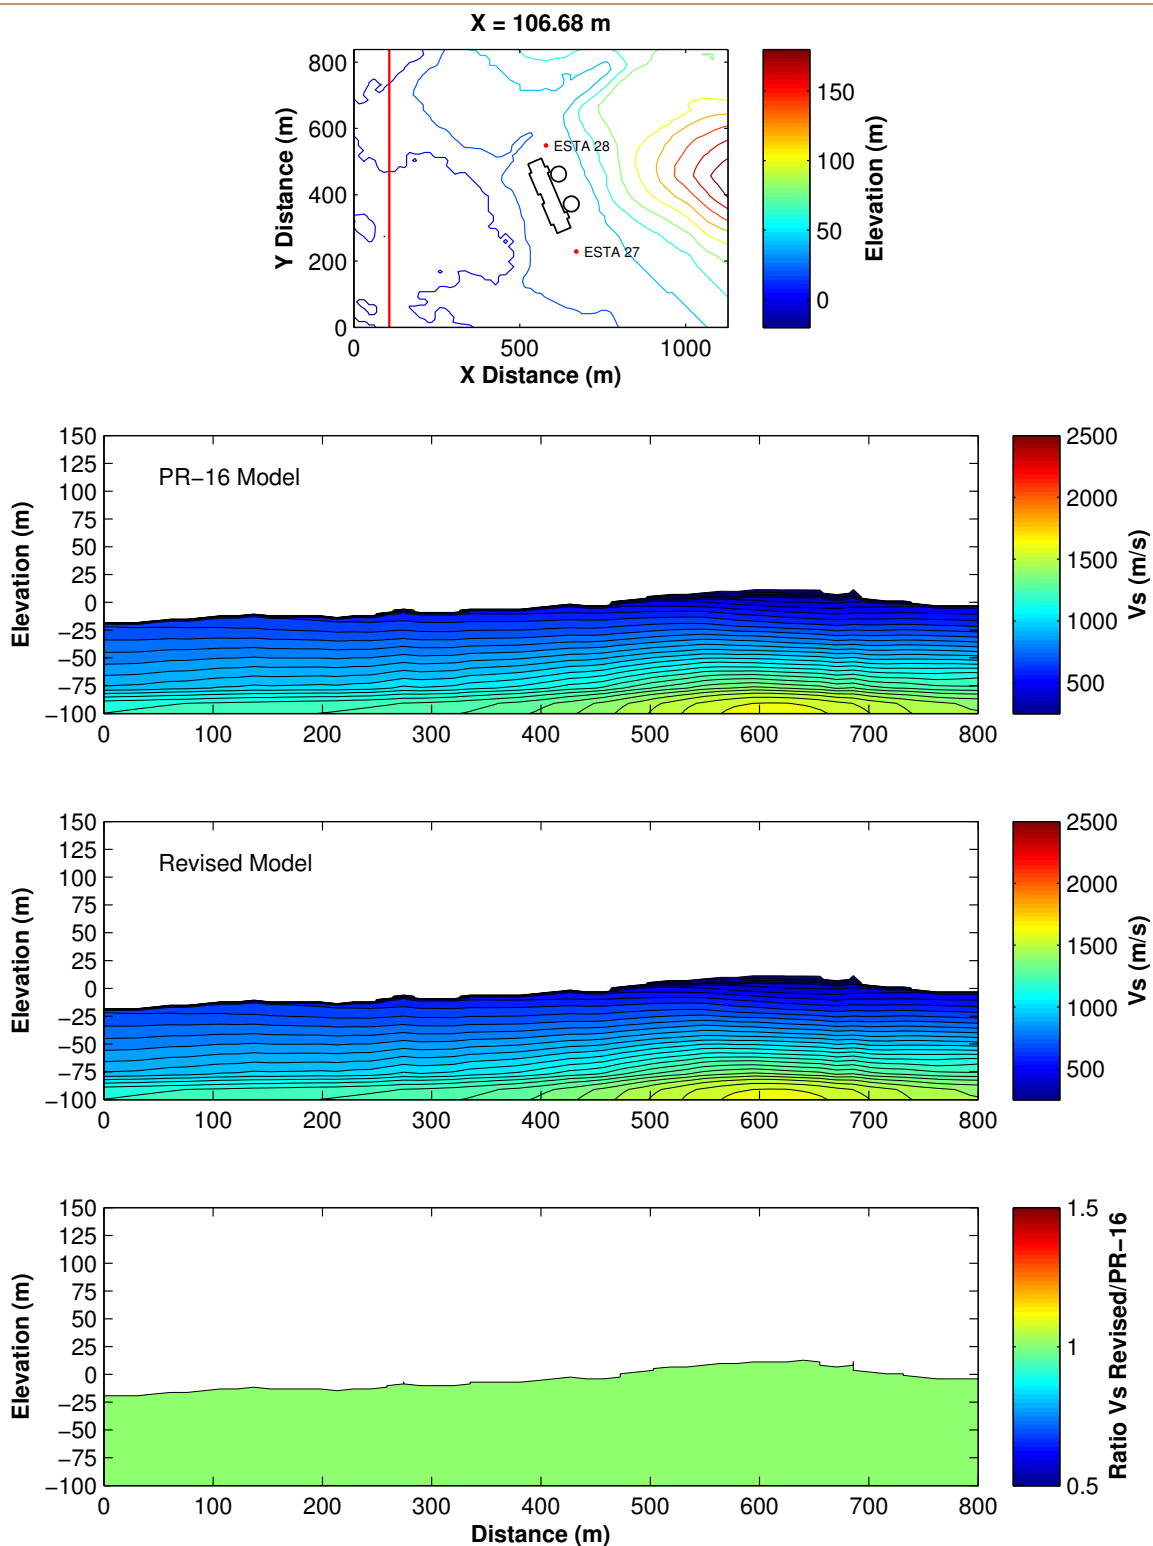 X = 106.68 m
800
600
400
200
0
Y Distance (m)
0 500 1000
X Distance (m)
ESTA 28
ESTA 27
150
100
50
0
Elevation (m)
150
125
100
75
50
25
0
−25
−50
−75
−100
Elevation (m)
PR−16 Model
0 100 200 300 400 500 600 700 800
2500
2000
1500
1000
500
Vs (m/s)
150
125
100
75
50
25
0
−25
−50
−75
−100
Elevation (m)
Revised Model
0 100 200 300 400 500 600 700 800
2500
2000
1500
1000
500
Vs (m/s)
150
125
100
75
50
25
0
−25
−50
−75
−100
Elevation (m)
0 100 200 300 400 500 600 700 800
Distance (m)
1.5
1
0.5
Ratio Vs Revised/PR−16